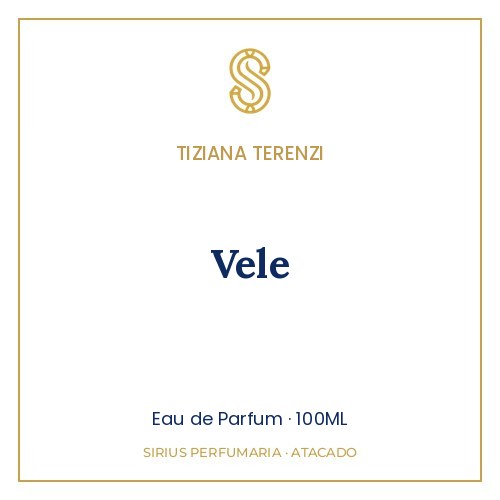 TIZIANA TERENZI
Vele
Eau de Parfum · 100ML
SIRIUS PERFUMARIA · ATACADO